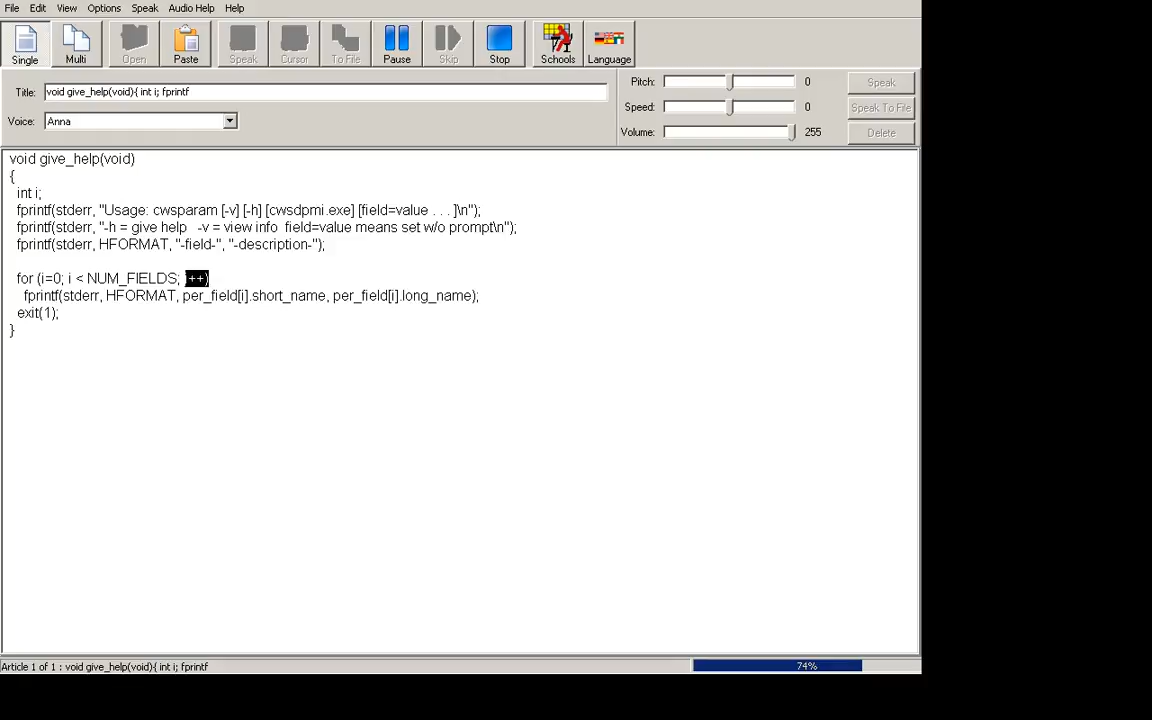 File Edit View Options Speak Audio Help Help
Single Multi Open Paste Speak Cursor To File Pause Skip Stop Schools Language
Title: void give_help(void){ int i; fprintf
Voice: Anna
Pitch: 0 Speak
Speed: 0 Speak To File
Volume: 255 Delete
void give_help(void)
{
int i;
fprintf(stderr, "Usage: cwsparam [-v] [-h] [cwsdpmi.exe] [field=value . . . ]\n");
fprintf(stderr, "-h = give help   -v = view info  field=value means set w/o prompt\n");
fprintf(stderr, HFORMAT, "-field-", "-description-");
for (i=0; i < NUM_FIELDS; i++)
fprintf(stderr, HFORMAT, per_field[i].short_name, per_field[i].long_name);
exit(1);
}
Article 1 of 1 : void give_help(void){ int i; fprintf 74%